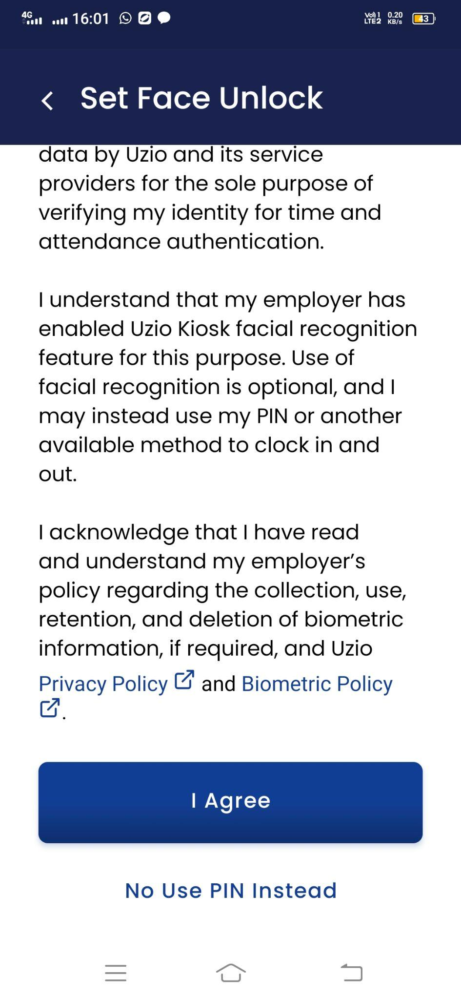 4G 16:01 Vo) 1 LTE2 0.20 KB/s 43
Set Face Unlock
data by Uzio and its service
providers for the sole purpose of
verifying my identity for time and
attendance authentication.
I understand that my employer has
enabled Uzio Kiosk facial recognition
feature for this purpose. Use of
facial recognition is optional, and I
may instead use my PIN or another
available method to clock in and
out.
I acknowledge that I have read
and understand my employer’s
policy regarding the collection, use,
retention, and deletion of biometric
information, if required, and Uzio
Privacy Policy and Biometric Policy
.
I Agree
No Use PIN Instead